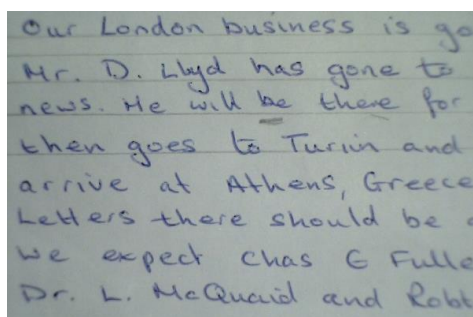 Our London business is go
Mr. D. Lloyd has gone to
news. He will be there for
then goes to Turin and
arrive at Athens, Greece
Letters there should be
we expect Chas E Fulle
Dr. L. McQuaid and Robt